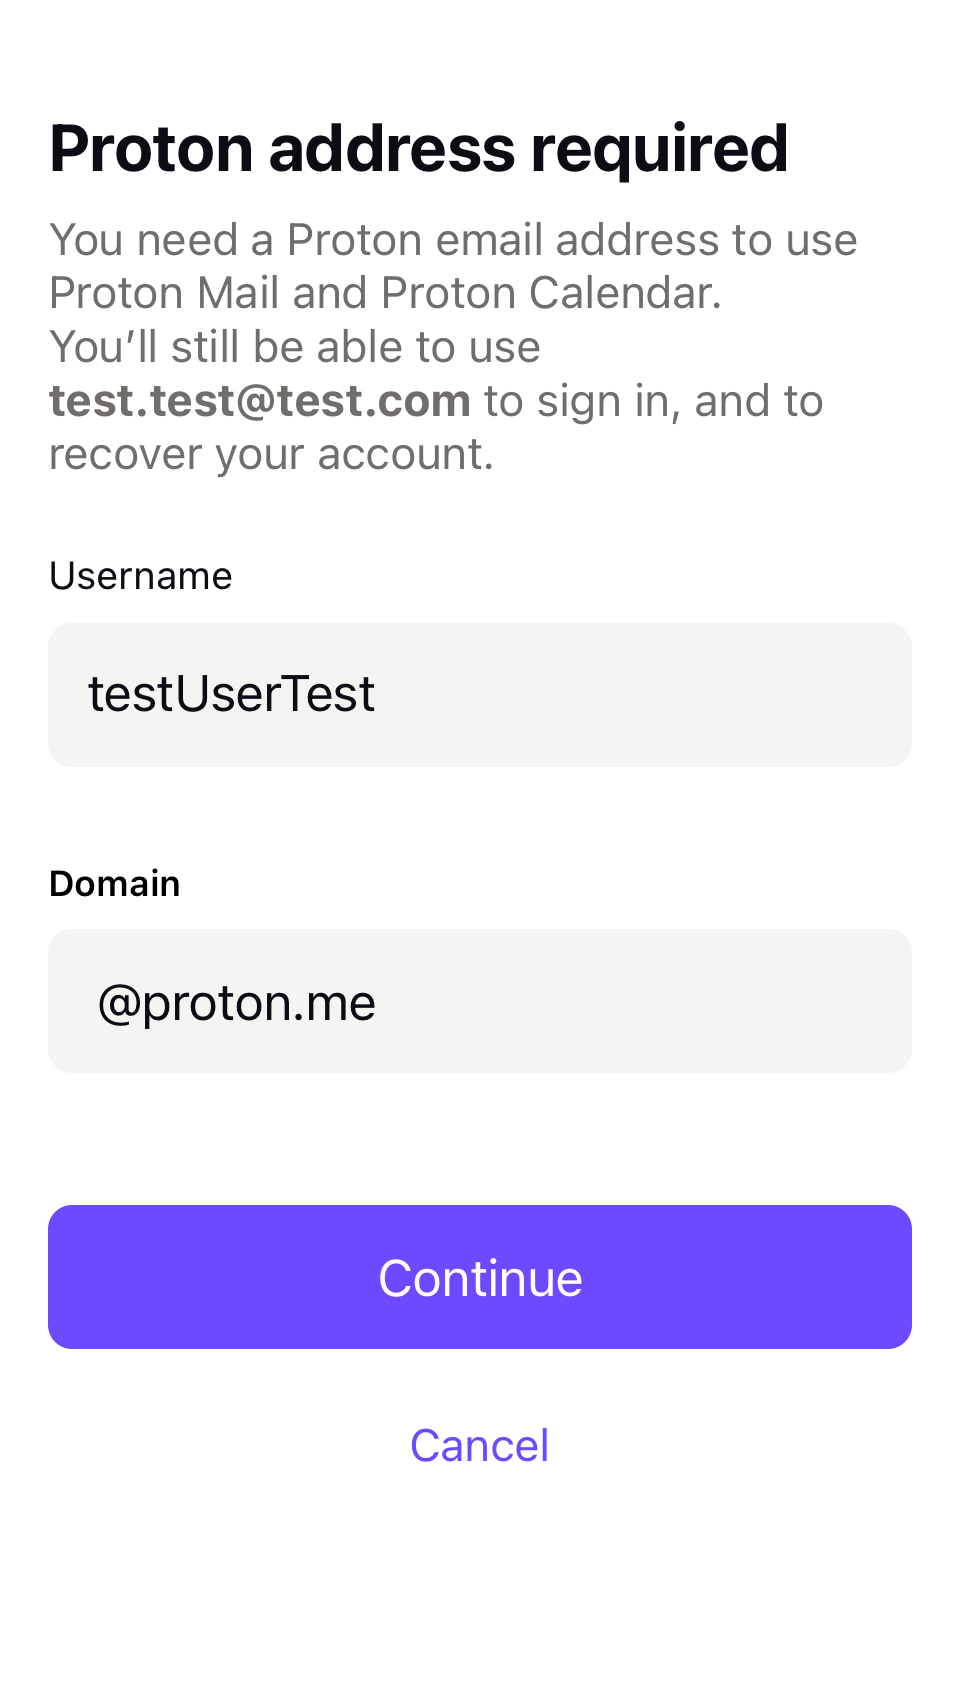 Proton address required
You need a Proton email address to use
Proton Mail and Proton Calendar.
You’ll still be able to use
test.test@test.com to sign in, and to
recover your account.
Username
testUserTest
Domain
@proton.me
Continue
Cancel